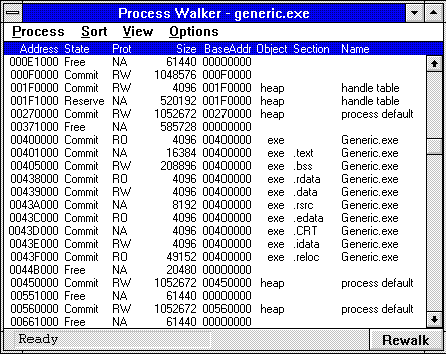 Process Walker - generic.exe
Process Sort View Options
Address State Prot Size BaseAddr Object Section Name
000E1000 Free NA 61440 00000000
000F0000 Commit RW 1048576 000F0000
001F0000 Commit RW 4096 001F0000 heap handle table
001F1000 Reserve NA 520192 001F0000 heap handle table
00270000 Commit RW 1052672 00270000 heap process default
00371000 Free NA 585728 00000000
00400000 Commit RO 4096 00400000 exe Generic.exe
00401000 Commit NA 16384 00400000 exe .text Generic.exe
00405000 Commit RW 208896 00400000 exe .bss Generic.exe
00438000 Commit RO 4096 00400000 exe .rdata Generic.exe
00439000 Commit RW 4096 00400000 exe .data Generic.exe
0043A000 Commit NA 8192 00400000 exe .rsrc Generic.exe
0043C000 Commit RO 4096 00400000 exe .edata Generic.exe
0043D000 Commit NA 4096 00400000 exe .CRT Generic.exe
0043E000 Commit RW 4096 00400000 exe .idata Generic.exe
0043F000 Commit RO 49152 00400000 exe .reloc Generic.exe
0044B000 Free NA 20480 00000000
00450000 Commit RW 1052672 00450000 heap process default
00551000 Free NA 61440 00000000
00560000 Commit RW 1052672 00560000 heap process default
00661000 Free NA 61440 00000000
Ready Rewalk